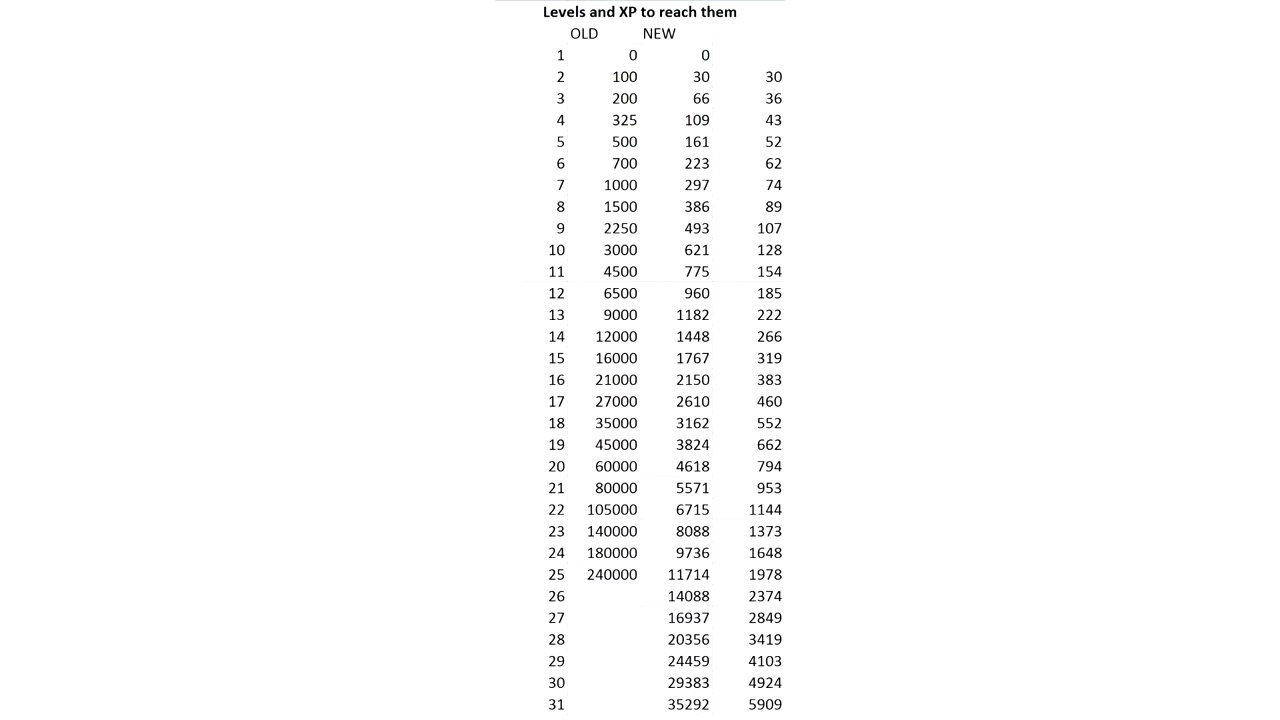 Levels and XP to reach them
OLD NEW
1 0 0
2 100 30 30
3 200 66 36
4 325 109 43
5 500 161 52
6 700 223 62
7 1000 297 74
8 1500 386 89
9 2250 493 107
10 3000 621 128
11 4500 775 154
12 6500 960 185
13 9000 1182 222
14 12000 1448 266
15 16000 1767 319
16 21000 2150 383
17 27000 2610 460
18 35000 3162 552
19 45000 3824 662
20 60000 4618 794
21 80000 5571 953
22 105000 6715 1144
23 140000 8088 1373
24 180000 9736 1648
25 240000 11714 1978
26 14088 2374
27 16937 2849
28 20356 3419
29 24459 4103
30 29383 4924
31 35292 5909